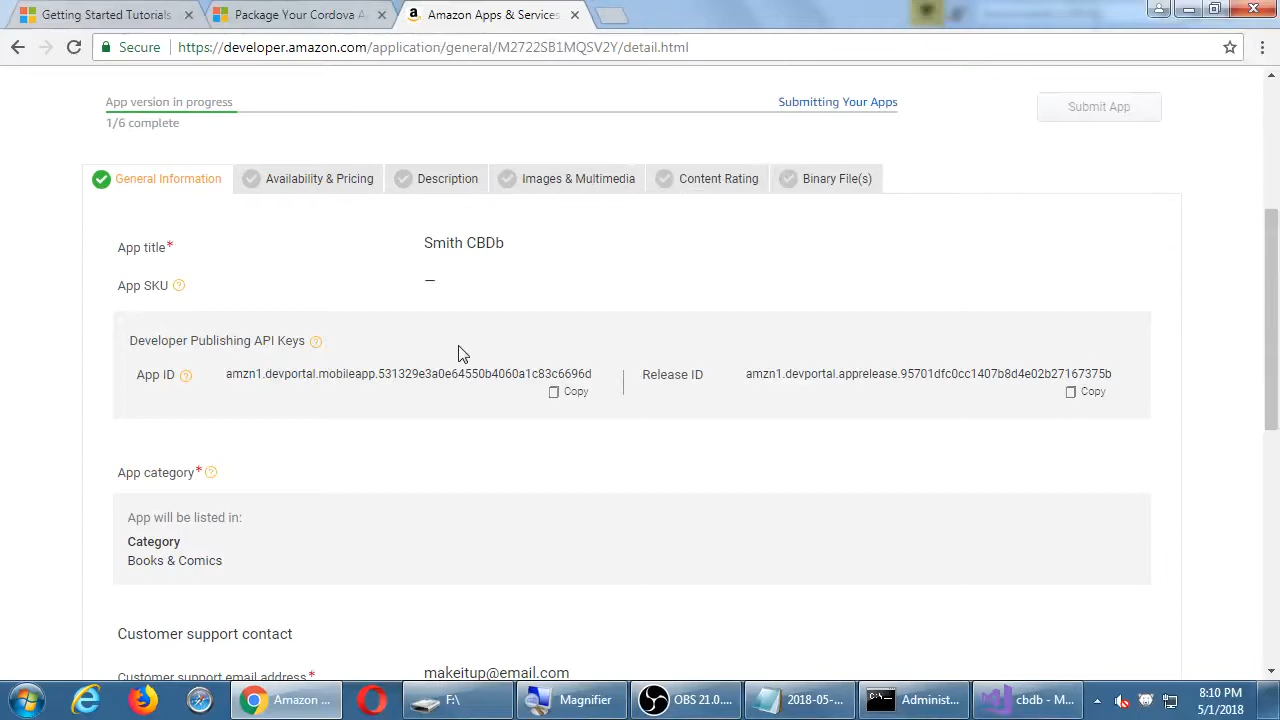 Getting Started Tutorials
Package Your Cordova A
Amazon Apps & Services
Secure
https://developer.amazon.com/application/general/M2722SB1MQSV2Y/detail.html
App version in progress
1/6 complete
Submitting Your Apps
Submit App
General Information
Availability & Pricing
Description
Images & Multimedia
Content Rating
Binary File(s)
App title*
Smith CBDb
App SKU ?
—
Developer Publishing API Keys ?
App ID ?
amzn1.devportal.mobileapp.531329e3a0e64550b4060a1c83c6696d
Copy
Release ID
amzn1.devportal.apprelease.95701dfc0cc1407b8d4e02b27167375b
Copy
App category* ?
App will be listed in:
Category
Books & Comics
Customer support contact
Customer support email address*
makeitup@email.com
Amazon ...
F:\
Magnifier
OBS 21.0....
2018-05-...
Administ...
cbdb - M...
8:10 PM
5/1/2018